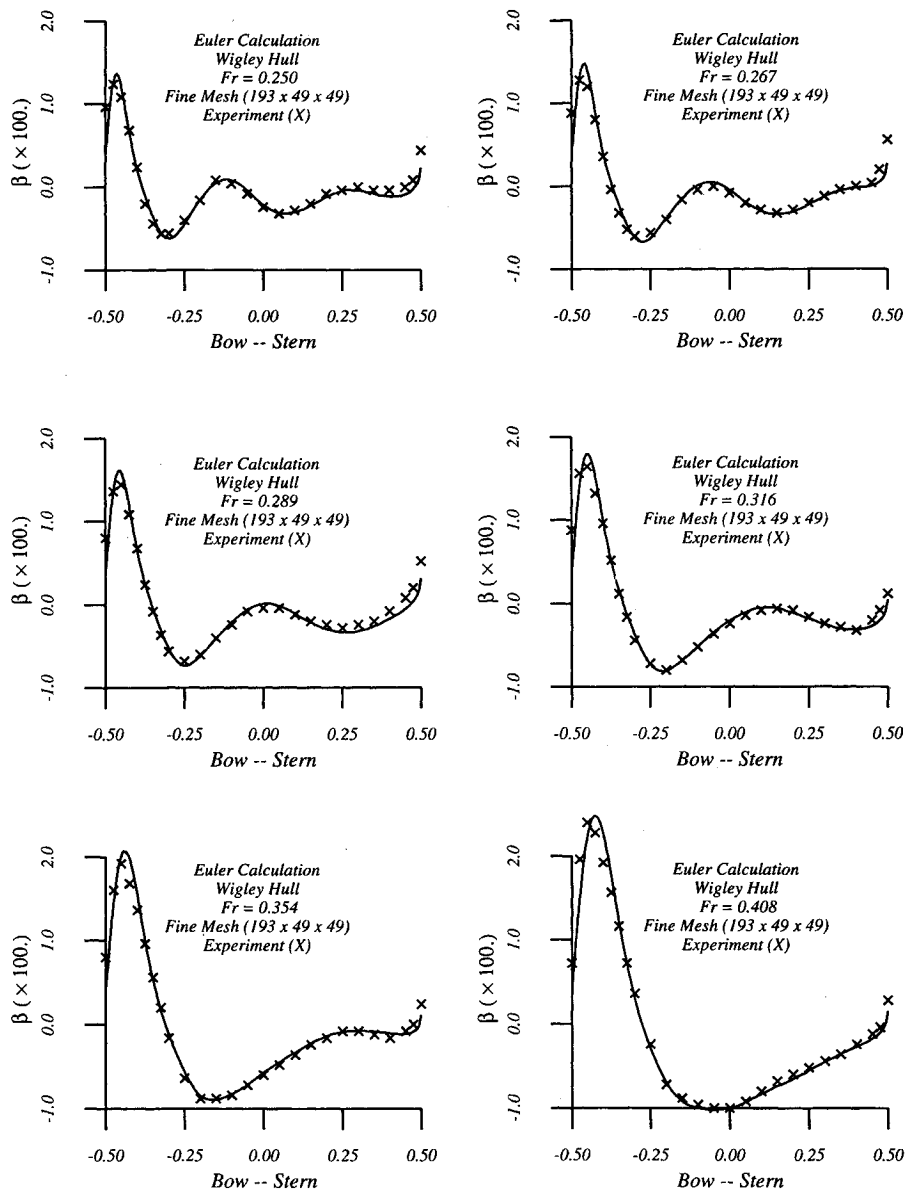 2.0
1.0
0.0
-1.0
β (×100.)
Euler Calculation
Wigley Hull
Fr = 0.250
Fine Mesh (193 x 49 x 49)
Experiment (X)
-0.50 -0.25 0.00 0.25 0.50
Bow -- Stern
2.0
1.0
0.0
-1.0
β (×100.)
Euler Calculation
Wigley Hull
Fr = 0.267
Fine Mesh (193 x 49 x 49)
Experiment (X)
-0.50 -0.25 0.00 0.25 0.50
Bow -- Stern
2.0
1.0
0.0
-1.0
β (×100.)
Euler Calculation
Wigley Hull
Fr = 0.289
Fine Mesh (193 x 49 x 49)
Experiment (X)
-0.50 -0.25 0.00 0.25 0.50
Bow -- Stern
2.0
1.0
0.0
-1.0
β (×100.)
Euler Calculation
Wigley Hull
Fr = 0.316
Fine Mesh (193 x 49 x 49)
Experiment (X)
-0.50 -0.25 0.00 0.25 0.50
Bow -- Stern
2.0
1.0
0.0
-1.0
β (×100.)
Euler Calculation
Wigley Hull
Fr = 0.354
Fine Mesh (193 x 49 x 49)
Experiment (X)
-0.50 -0.25 0.00 0.25 0.50
Bow -- Stern
2.0
1.0
0.0
-1.0
β (×100.)
Euler Calculation
Wigley Hull
Fr = 0.408
Fine Mesh (193 x 49 x 49)
Experiment (X)
-0.50 -0.25 0.00 0.25 0.50
Bow -- Stern